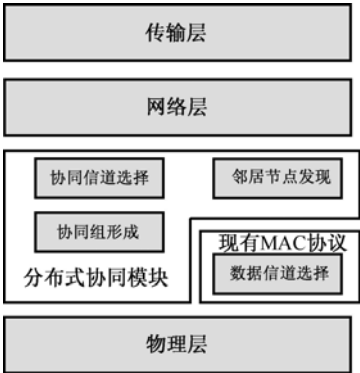 传输层
网络层
协同信道选择
邻居节点发现
协同组形成
现有MAC协议
分布式协同模块
数据信道选择
物理层